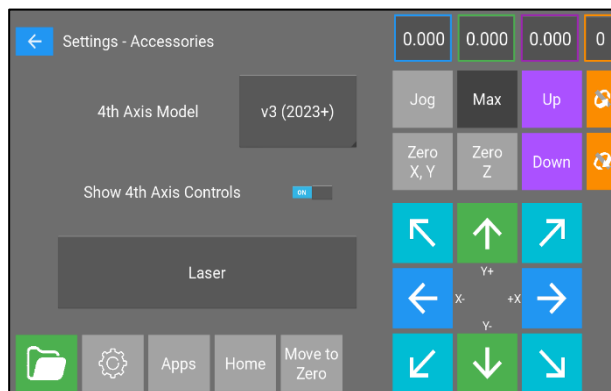 Settings - Accessories
0.000
0.000
0.000
0
4th Axis Model
v3 (2023+)
Jog
Max
Up
Zero
X, Y
Zero
Z
Down
Show 4th Axis Controls
ON
Laser
Y+
X-
+X
Y-
Apps
Home
Move to
Zero